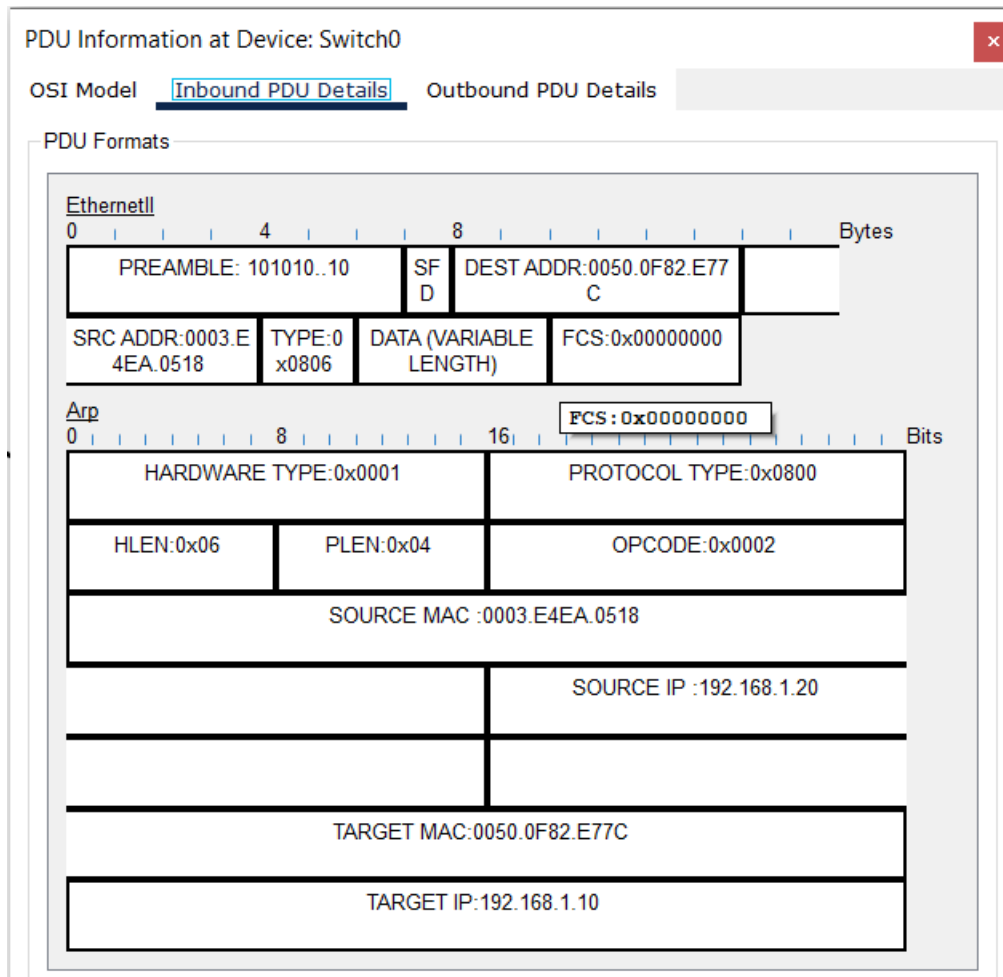 PDU Information at Device: Switch0
×
OSI Model Inbound PDU Details Outbound PDU Details
PDU Formats
EthernetII
0 4 8 Bytes
PREAMBLE: 101010..10
SF
D
DEST ADDR:0050.0F82.E77
C
SRC ADDR:0003.E
4EA.0518
TYPE:0
x0806
DATA (VARIABLE
LENGTH)
FCS:0x00000000
Arp
FCS:0x00000000
0 8 16 Bits
HARDWARE TYPE:0x0001
PROTOCOL TYPE:0x0800
HLEN:0x06
PLEN:0x04
OPCODE:0x0002
SOURCE MAC :0003.E4EA.0518
SOURCE IP :192.168.1.20
TARGET MAC:0050.0F82.E77C
TARGET IP:192.168.1.10